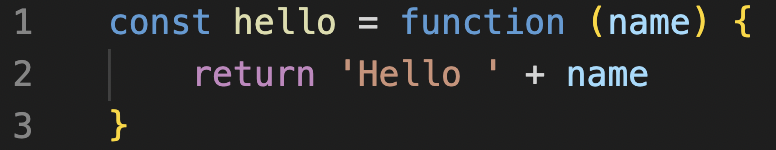 1 const hello = function (name) {
2     return 'Hello ' + name
3 }